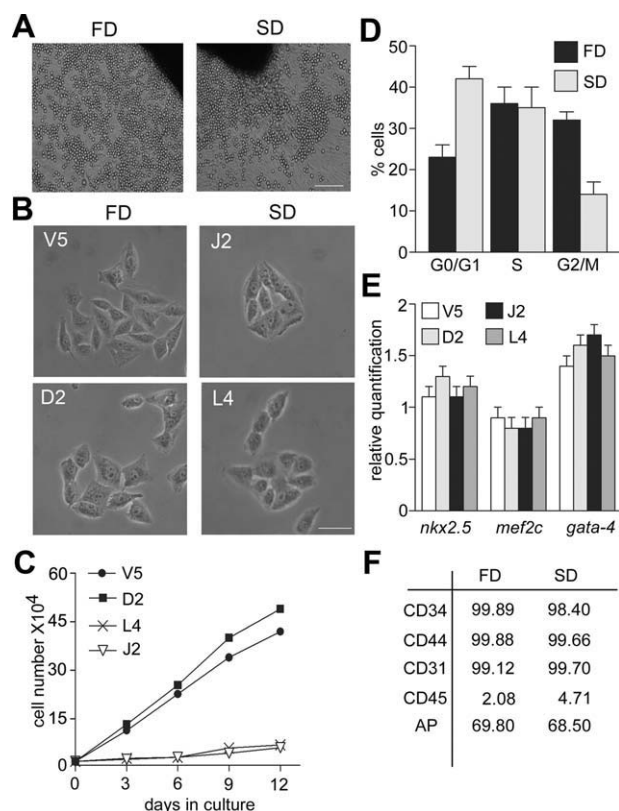 A
FD
SD
B
FD
SD
V5
J2
D2
L4
C
cell number X10⁴
60
45
30
15
0
0 3 6 9 12
days in culture
V5
D2
L4
J2
D
% cells
50
40
30
20
10
0
FD
SD
G0/G1 S G2/M
E
relative quantification
2
1.5
1
0.5
0
V5
J2
D2
L4
nkx2.5 mef2c gata-4
F
FD SD
CD34 99.89 98.40
CD44 99.88 99.66
CD31 99.12 99.70
CD45 2.08 4.71
AP 69.80 68.50